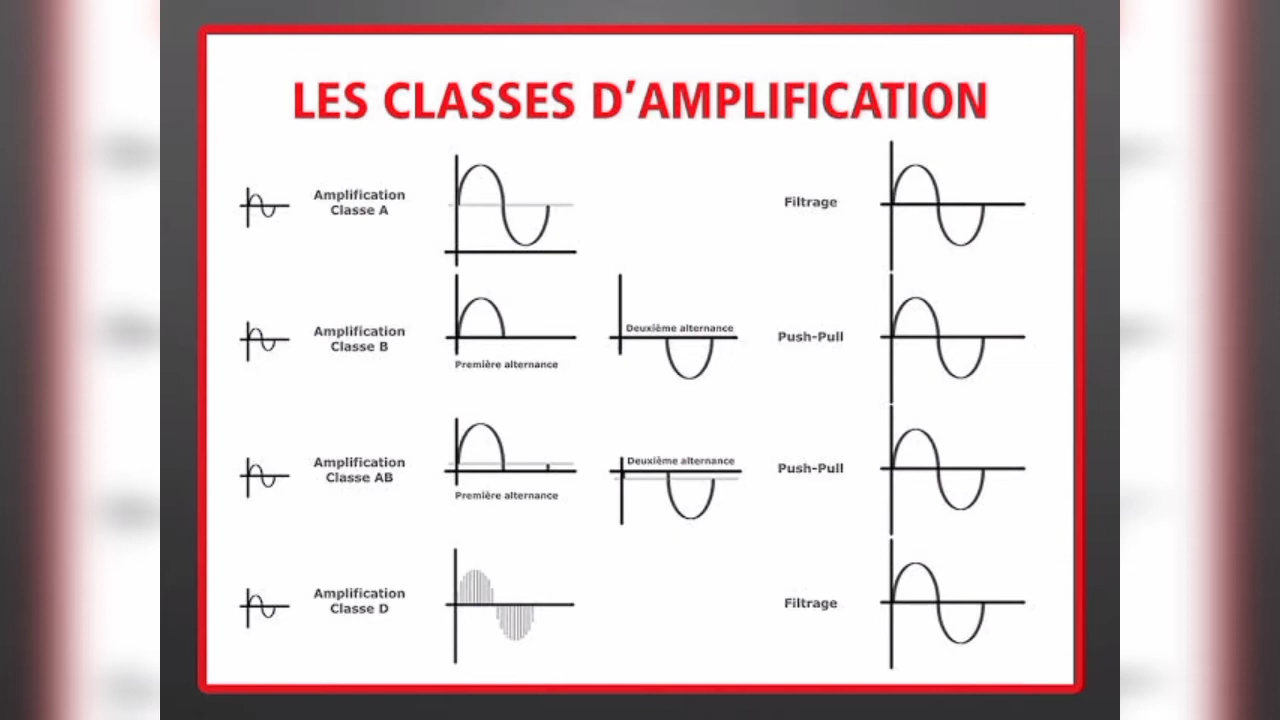 LES CLASSES D'AMPLIFICATION
Amplification
Classe A
Filtrage
Amplification
Classe B
Première alternance
Deuxième alternance
Push-Pull
Amplification
Classe AB
Première alternance
Deuxième alternance
Push-Pull
Amplification
Classe D
Filtrage